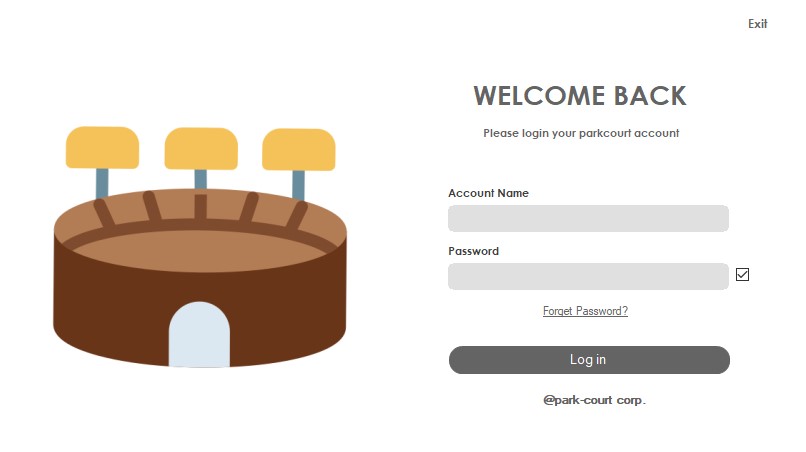 Exit
WELCOME BACK
Please login your parkcourt account
Account Name
Password
Forget Password?
Log in
@park-court corp.